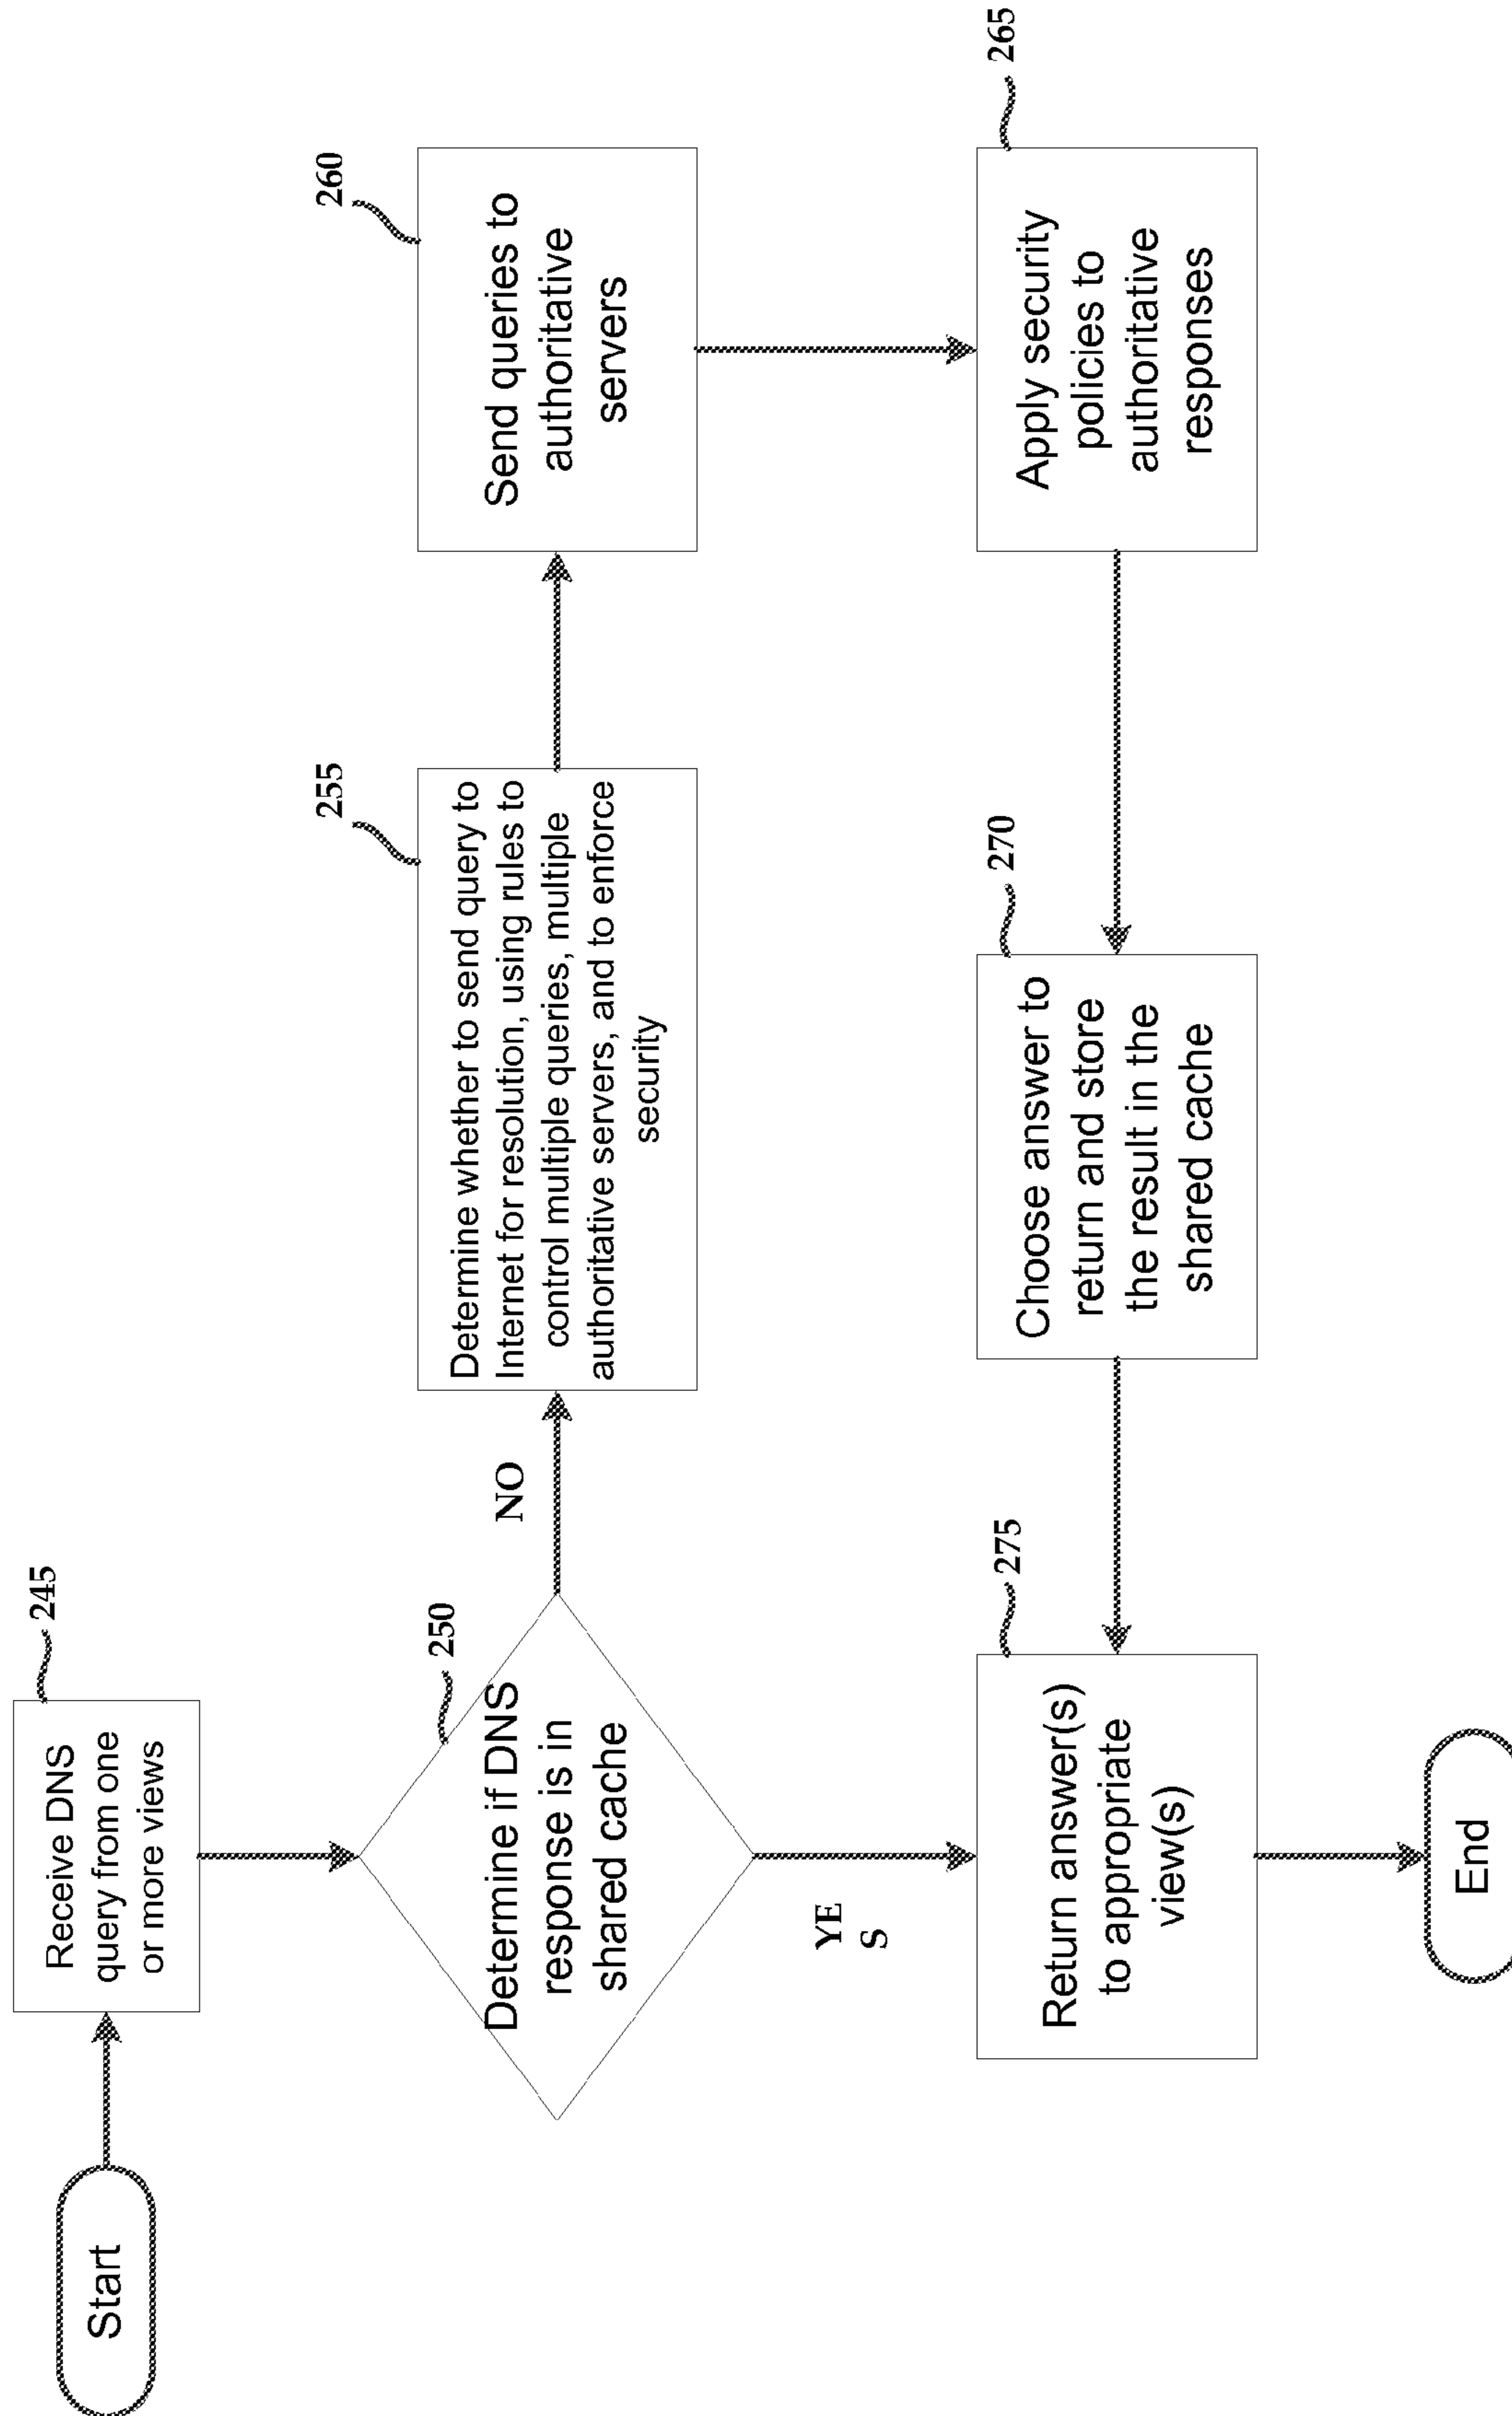 Start
245
Receive DNS
query from one
or more views
250
Determine if DNS
response is in
shared cache
NO
255
Determine whether to send query to
Internet for resolution, using rules to
control multiple queries, multiple
authoritative servers, and to enforce
security
260
Send queries to
authoritative
servers
265
Apply security
policies to
authoritative
responses
270
Choose answer to
return and store
the result in the
shared cache
YE
S
275
Return answer(s)
to appropriate
view(s)
End